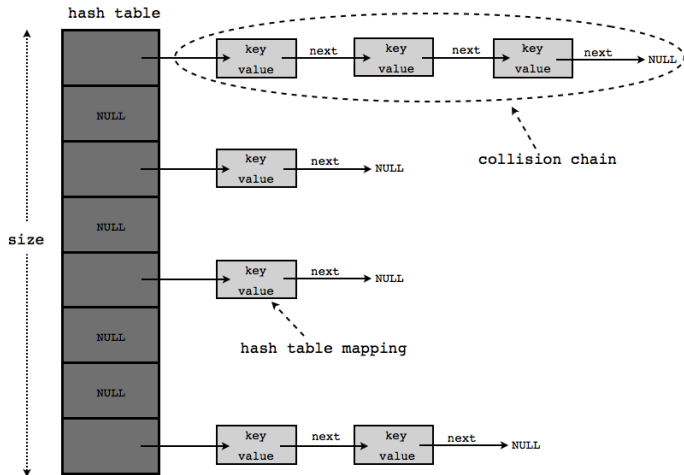 hash table
key next key next key next
value value value NULL
NULL
collision chain
key next
value NULL
size
NULL
key next
value NULL
NULL
hash table mapping
NULL
key next key next
value value NULL